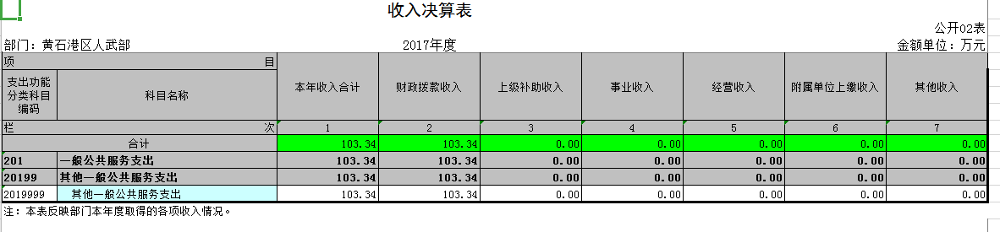 收入决算表
公开02表
部门：黄石港区人武部 2017年度 金额单位：万元
项 目
支出功能分类科目编码 科目名称 本年收入合计 财政拨款收入 上级补助收入 事业收入 经营收入 附属单位上缴收入 其他收入
栏 次 1 2 3 4 5 6 7
合计 103.34 103.34 0.00 0.00 0.00 0.00 0.00
201 一般公共服务支出 103.34 103.34 0.00 0.00 0.00 0.00 0.00
20199 其他一般公共服务支出 103.34 103.34 0.00 0.00 0.00 0.00 0.00
2019999 其他一般公共服务支出 103.34 103.34 0.00 0.00 0.00 0.00 0.00
注：本表反映部门本年度取得的各项收入情况。